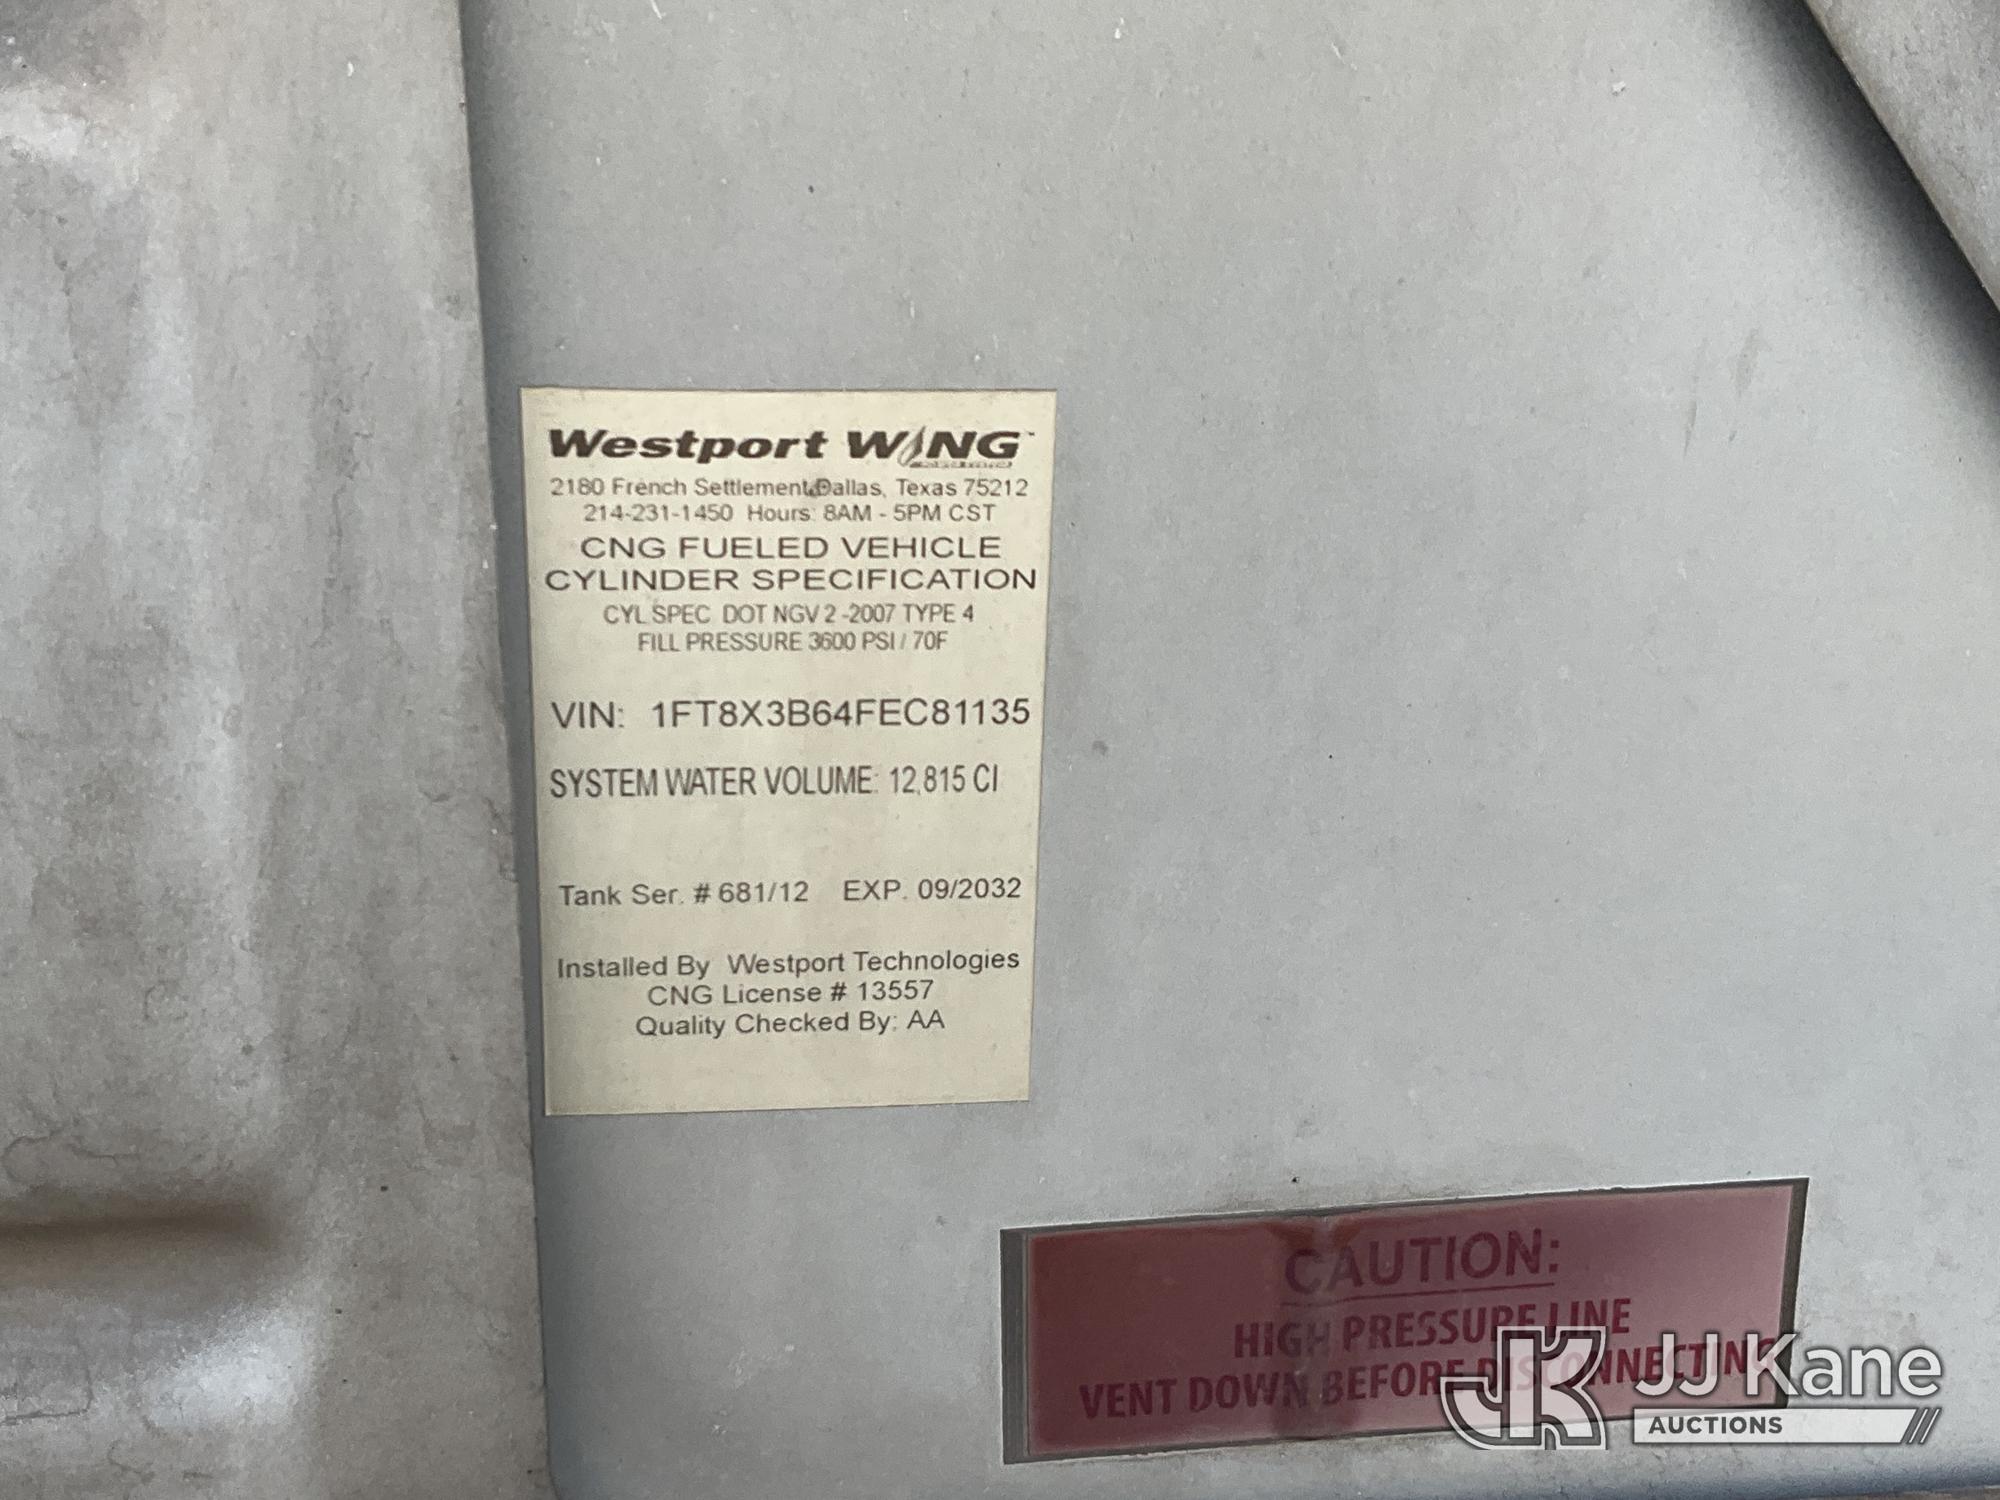 Westport WiNG™
2180 French Settlement, Dallas, Texas 75212
214-231-1450 Hours: 8AM - 5PM CST
CNG FUELED VEHICLE
CYLINDER SPECIFICATION
CYL SPEC DOT NGV 2 -2007 TYPE 4
FILL PRESSURE 3600 PSI / 70F
VIN: 1FT8X3B64FEC81135
SYSTEM WATER VOLUME: 12,815 CI
Tank Ser. # 681/12 EXP. 09/2032
Installed By Westport Technologies
CNG License # 13557
Quality Checked By: AA
CAUTION:
HIGH PRESSURE LINE
VENT DOWN BEFORE DISCONNECTING
JK JJ Kane
AUCTIONS